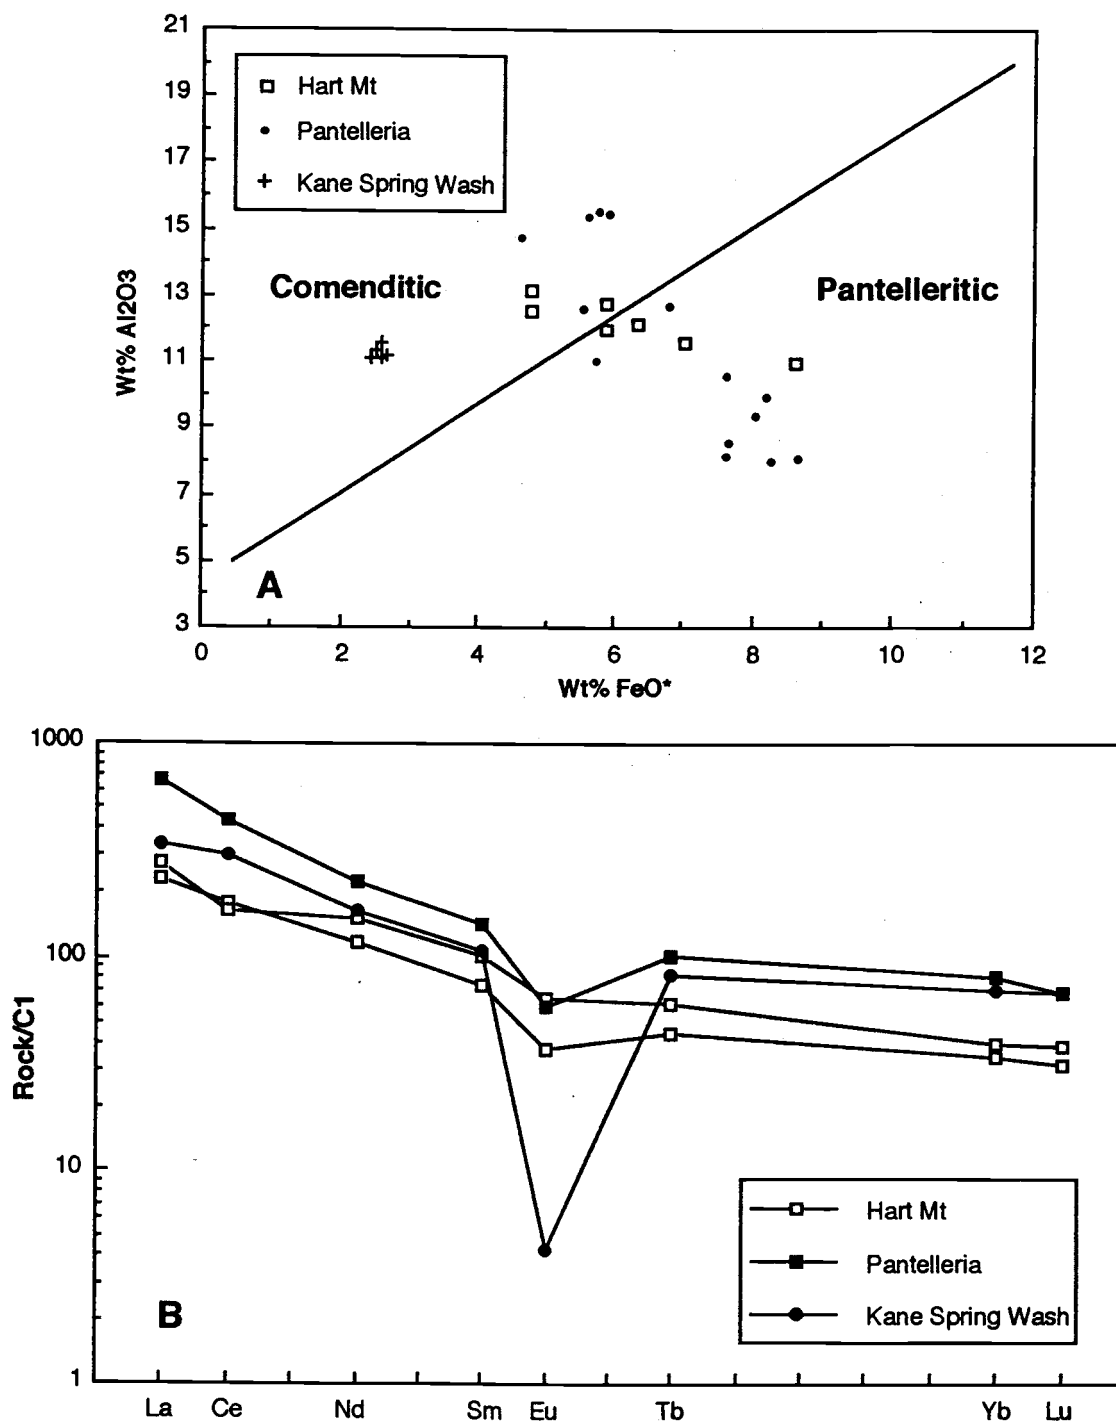 21
19
17
15
13
11
9
7
5
3
Wt% Al2O3
Hart Mt
Pantelleria
Kane Spring Wash
Comenditic
Pantelleritic
A
0 2 4 6 8 10 12
Wt% FeO*
1000
100
10
1
Rock/C1
Hart Mt
Pantelleria
Kane Spring Wash
B
La Ce Nd Sm Eu Tb Yb Lu